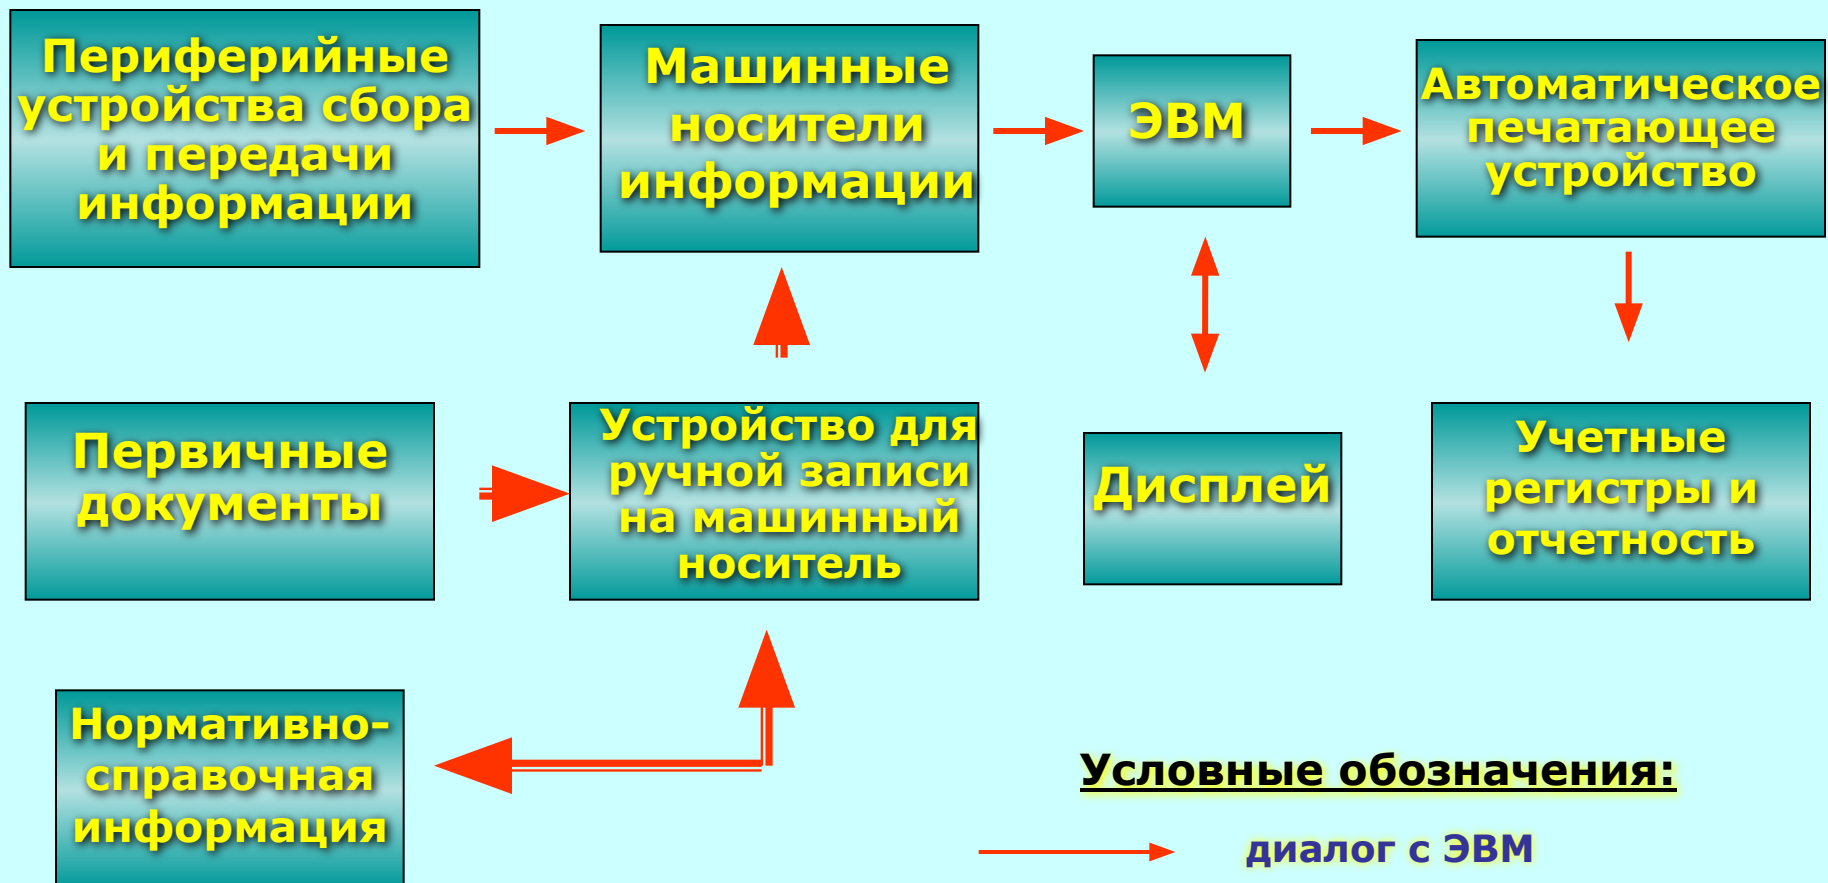 Периферийные
устройства сбора
и передачи
информации
Машинные
носители
информации
ЭВМ
Автоматическое
печатающее
устройство
Первичные
документы
Устройство для
ручной записи
на машинный
носитель
Дисплей
Учетные
регистры и
отчетность
Нормативно-
справочная
информация
Условные обозначения:
диалог с ЭВМ